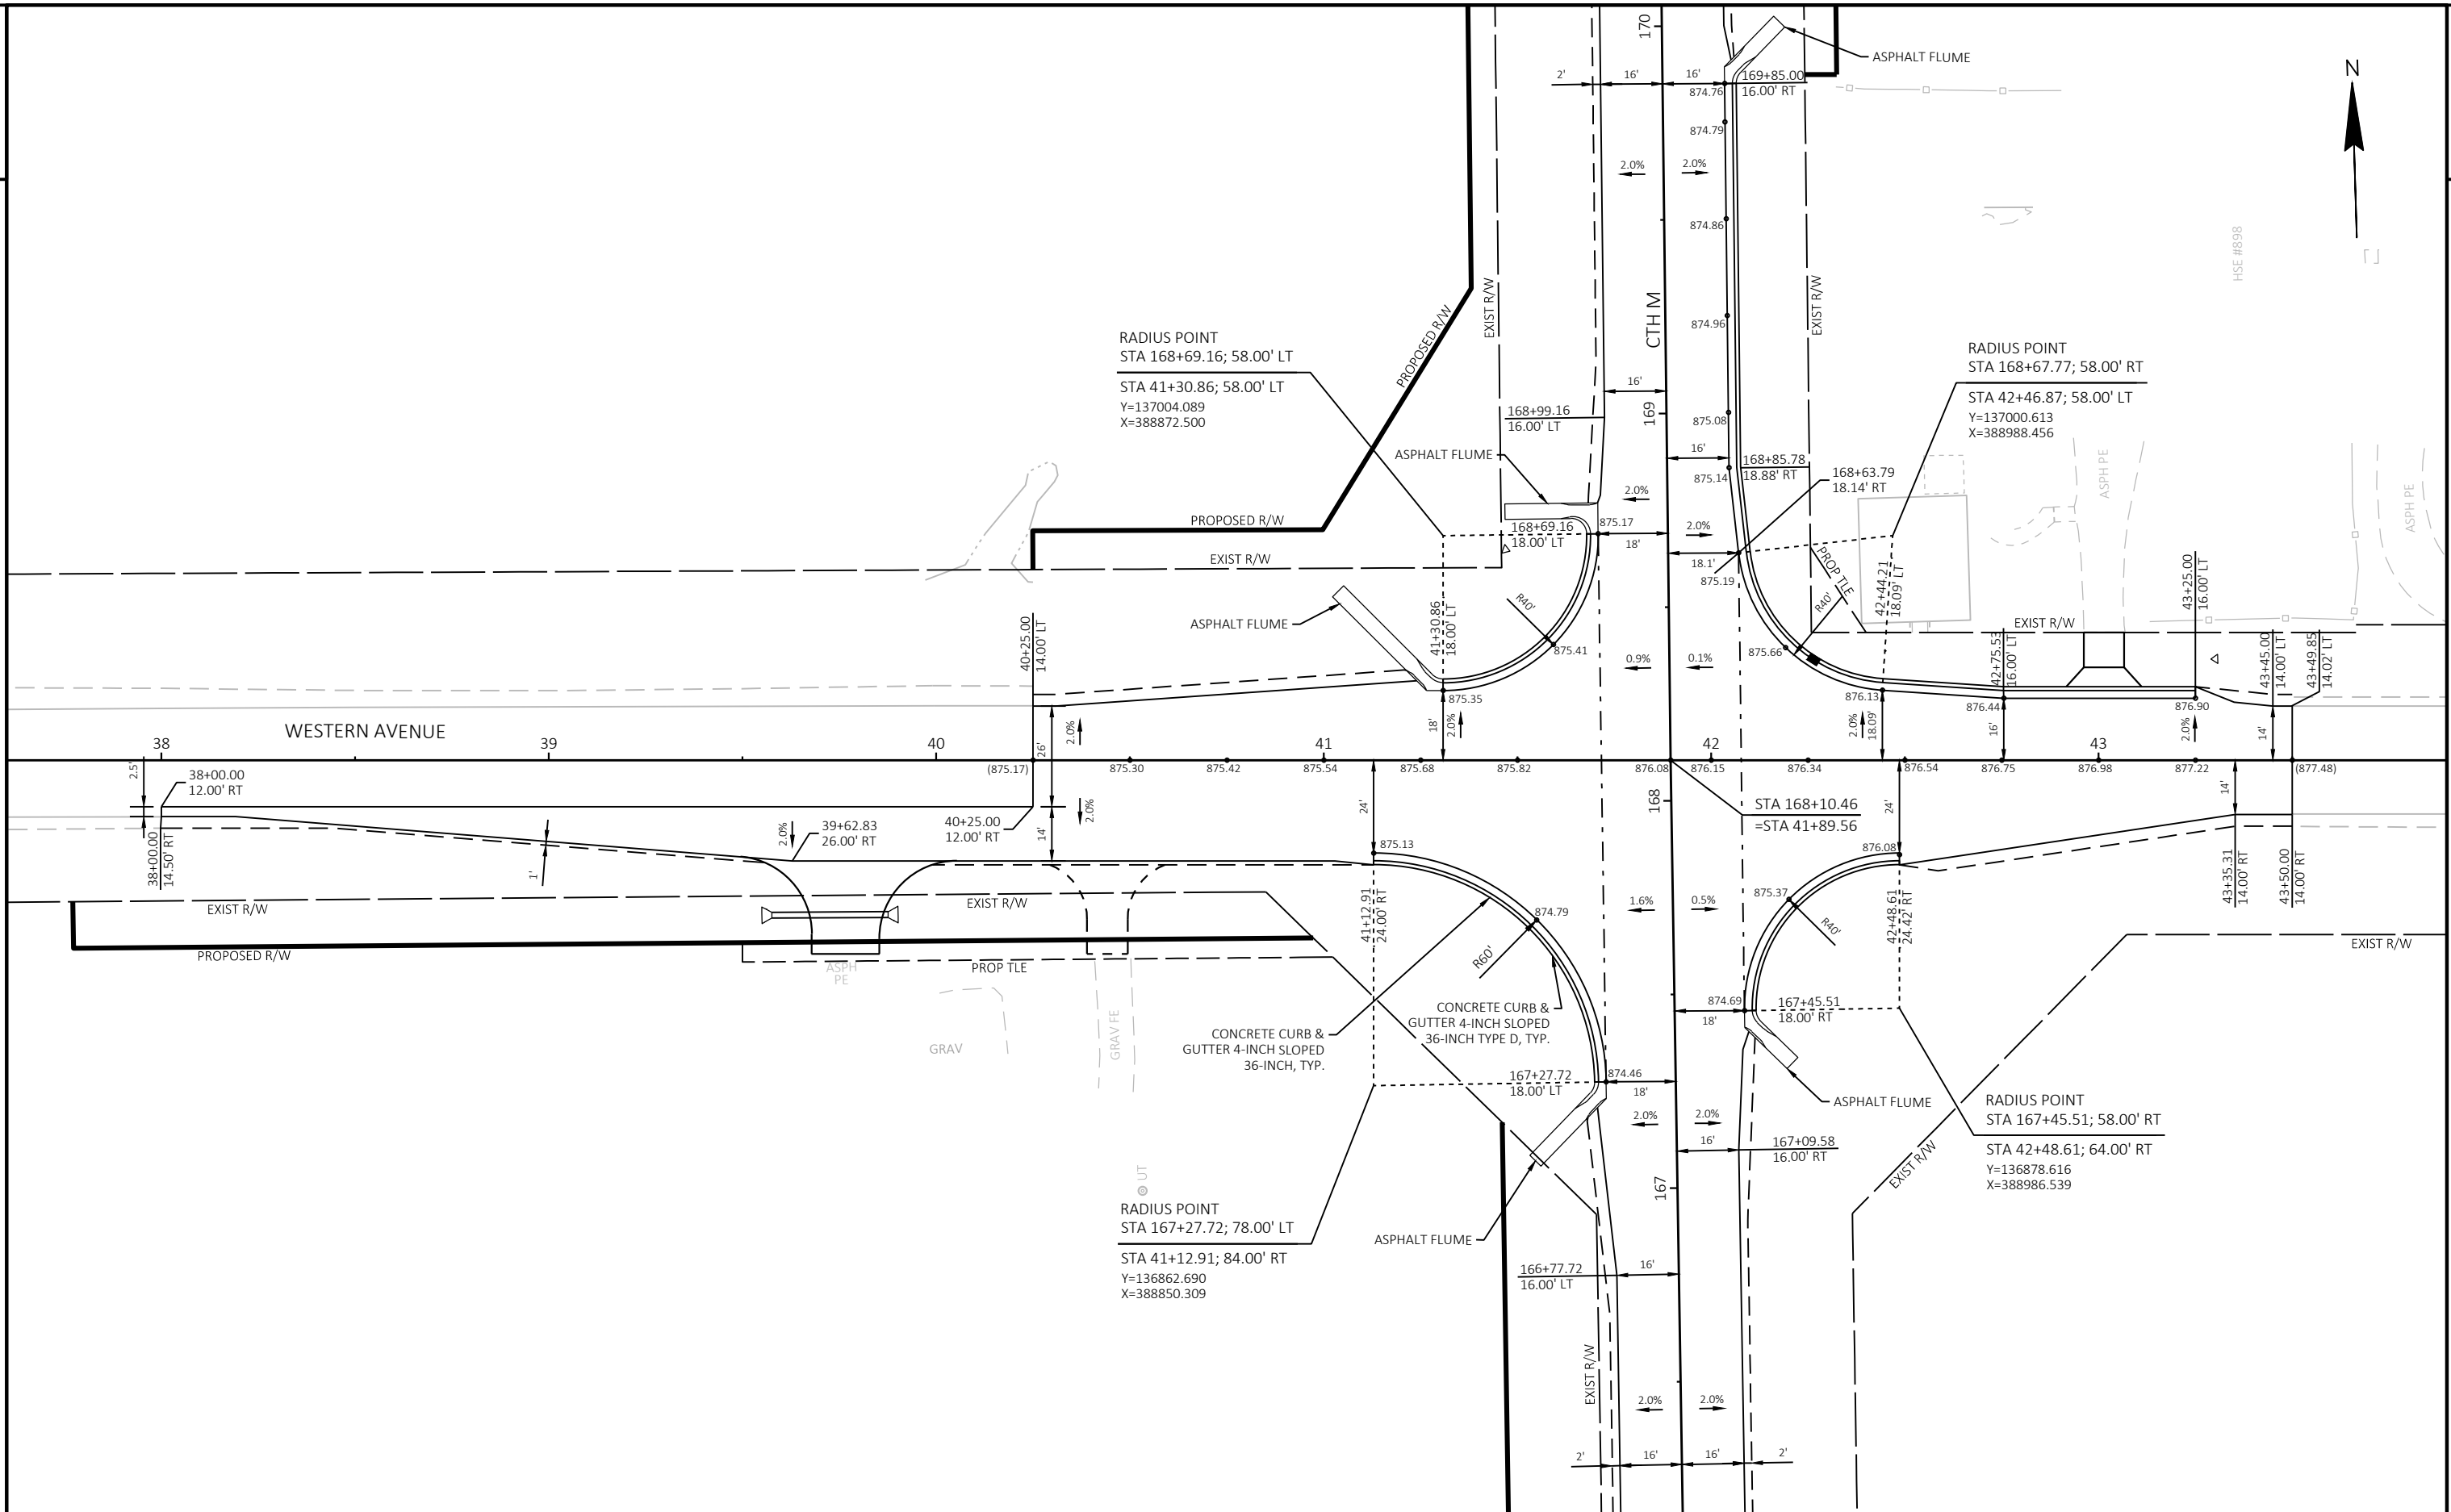 170
ASPHALT FLUME
N
2'
16'
16'
169+85.00
16.00' RT
874.76
874.79
2.0%
2.0%
874.86
HSE #898
EXIST R/W
CTH M
EXIST R/W
874.96
PROPOSED R/W
RADIUS POINT
STA 168+69.16; 58.00' LT
STA 41+30.86; 58.00' LT
Y=137004.089
X=388872.500
RADIUS POINT
STA 168+67.77; 58.00' RT
STA 42+46.87; 58.00' LT
Y=137000.613
X=388988.456
16'
168+99.16
16.00' LT
169
875.08
ASPHALT FLUME
16'
168+85.78
18.88' RT
875.14
168+63.79
18.14' RT
ASPH PE
ASPH PE
2.0%
PROPOSED R/W
168+69.16
18.00' LT
875.17
18'
2.0%
18.1'
875.19
EXIST R/W
PROP TLE
R40'
R40'
42+44.21
18.09' LT
43+25.00
16.00' LT
ASPHALT FLUME
41+30.86
18.00' LT
EXIST R/W
40+25.00
14.00' LT
875.41
0.9%
0.1%
875.66
42+75.53
16.00' LT
43+45.00
14.00' LT
43+49.85
14.02' LT
875.35
876.13
876.44
876.90
WESTERN AVENUE
26'
2.0%
18'
2.0%
2.0%
18.09'
16'
2.0%
14'
38
39
40
41
42
43
2.5'
38+00.00
12.00' RT
(875.17)
875.30
875.42
875.54
875.68
875.82
876.08
876.15
876.34
876.54
876.75
876.98
877.22
(877.48)
168
STA 168+10.46
=STA 41+89.56
24'
24'
14'
2.0%
39+62.83
26.00' RT
40+25.00
12.00' RT
14'
2.0%
875.13
876.08
38+00.00
14.50' RT
1'
43+35.31
14.00' RT
43+50.00
14.00' RT
EXIST R/W
EXIST R/W
41+12.91
24.00' RT
874.79
1.6%
0.5%
875.37
R40'
42+48.61
24.42' RT
EXIST R/W
PROPOSED R/W
ASPH
PE
PROP TLE
R60'
CONCRETE CURB &
GUTTER 4-INCH SLOPED
36-INCH TYPE D, TYP.
874.69
18'
167+45.51
18.00' RT
GRAV
GRAV FE
CONCRETE CURB &
GUTTER 4-INCH SLOPED
36-INCH, TYP.
167+27.72
18.00' LT
874.46
18'
2.0%
2.0%
ASPHALT FLUME
RADIUS POINT
STA 167+45.51; 58.00' RT
STA 42+48.61; 64.00' RT
Y=136878.616
X=388986.539
16'
167+09.58
16.00' RT
EXIST R/W
UT
167
RADIUS POINT
STA 167+27.72; 78.00' LT
STA 41+12.91; 84.00' RT
Y=136862.690
X=388850.309
ASPHALT FLUME
166+77.72
16.00' LT
16'
EXIST R/W
2.0%
2.0%
2'
16'
16'
2'